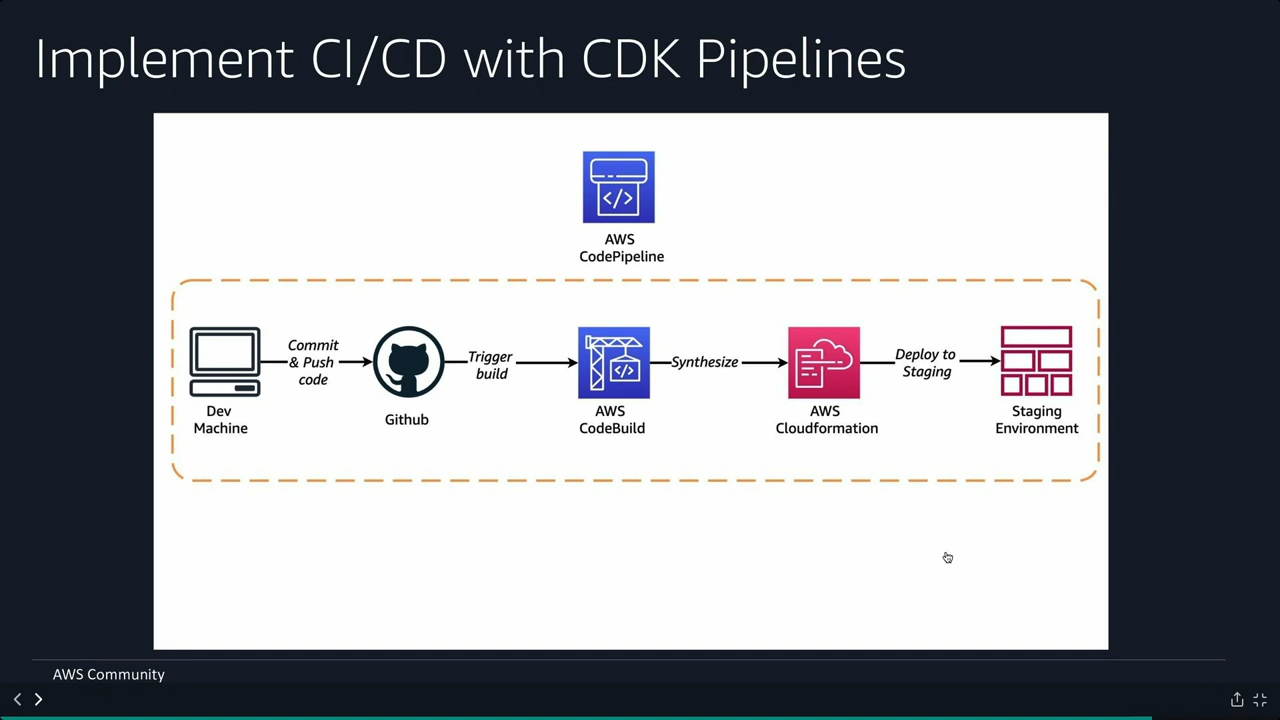 Implement CI/CD with CDK Pipelines
</>
AWS
CodePipeline
Commit
& Push
code
Trigger
build
</>
Synthesize
Deploy to
Staging
Dev
Machine
Github
AWS
CodeBuild
AWS
Cloudformation
Staging
Environment
AWS Community